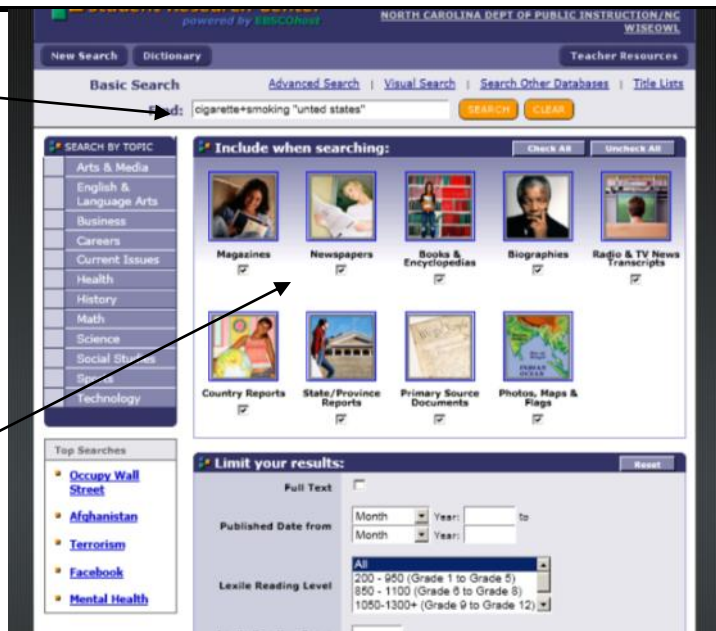 Student Research Center
powered by EBSCOhost
NORTH CAROLINA DEPT OF PUBLIC INSTRUCTION/NC
WISEOWL
New Search
Dictionary
Teacher Resources
Basic Search
Advanced Search | Visual Search | Search Other Databases | Title Lists
Find:
cigarette+smoking "unted states"
SEARCH
CLEAR
SEARCH BY TOPIC
Arts & Media
English &
Language Arts
Business
Careers
Current Issues
Health
History
Math
Science
Social Studies
Sports
Technology
Include when searching:
Check All
Uncheck All
Magazines
Newspapers
Books &
Encyclopedias
Biographies
Radio & TV News
Transcripts
Country Reports
State/Province
Reports
Primary Source
Documents
Photos, Maps &
Flags
INDIAN
OCEAN
Top Searches
Occupy Wall
Street
Afghanistan
Terrorism
Facebook
Mental Health
Limit your results:
Reset
Full Text
Published Date from
Month Year: to
Month Year:
Lexile Reading Level
All
200 - 950 (Grade 1 to Grade 5)
850 - 1100 (Grade 6 to Grade 8)
1050-1300+ (Grade 9 to Grade 12)